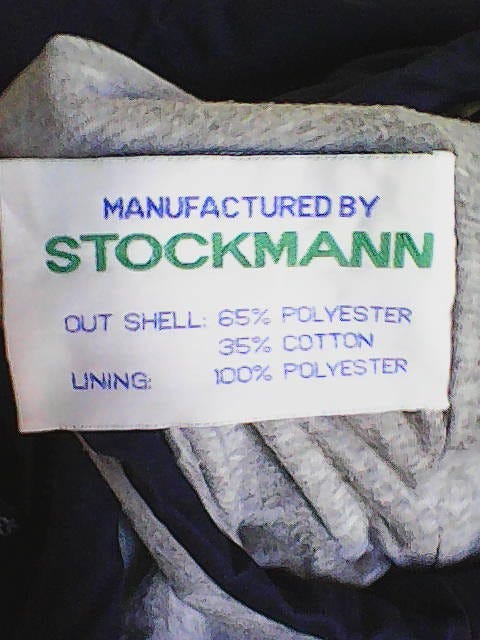 MANUFACTURED BY
STOCKMANN
OUT SHELL: 65% POLYESTER
35% COTTON
LINING: 100% POLYESTER